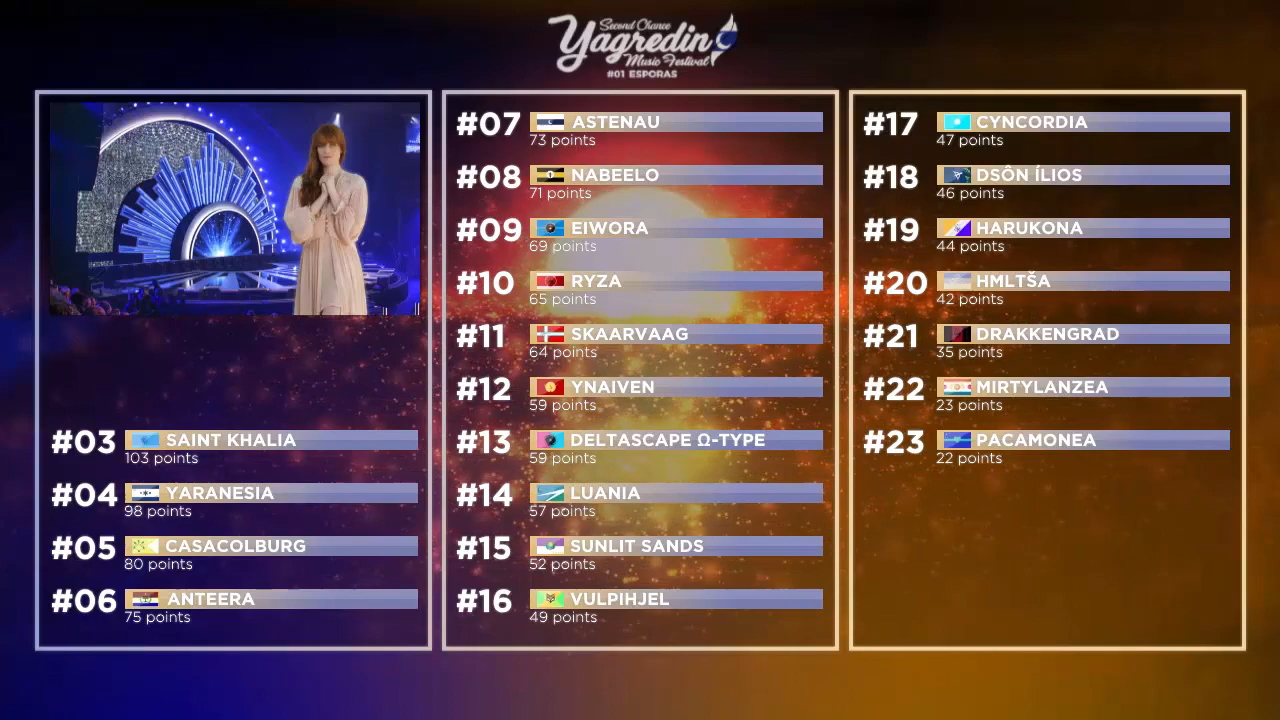 Second Chance
Yagredin
Music Festival
#01 ESPORAS
#03 SAINT KHALIA
103 points
#04 YARANESIA
98 points
#05 CASACOLBURG
80 points
#06 ANTEERA
75 points
#07 ASTENAU
73 points
#08 NABEELO
71 points
#09 EIWORA
69 points
#10 RYZA
65 points
#11 SKAARVAAG
64 points
#12 YNAIVEN
59 points
#13 DELTASCAPE Ω-TYPE
59 points
#14 LUANIA
57 points
#15 SUNLIT SANDS
52 points
#16 VULPIHJEL
49 points
#17 CYNCORDIA
47 points
#18 DSÔN ÍLIOS
46 points
#19 HARUKONA
44 points
#20 HMLTŠA
42 points
#21 DRAKKENGRAD
35 points
#22 MIRTYLANZEA
23 points
#23 PACAMONEA
22 points